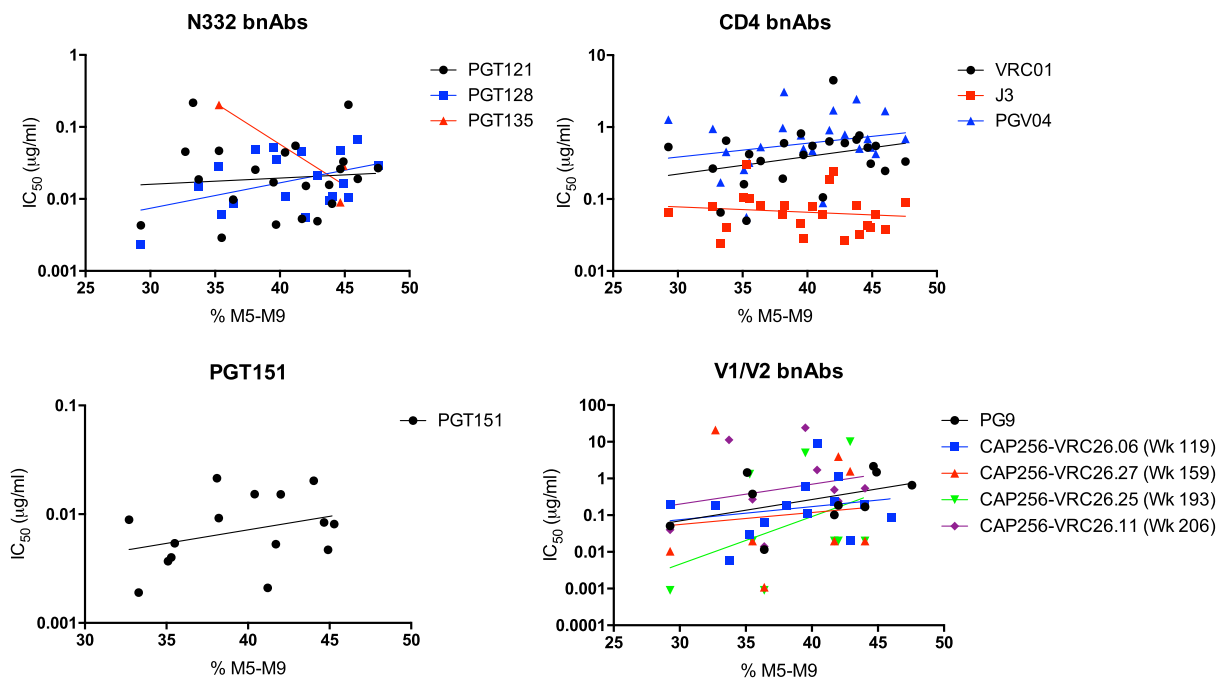 N332 bnAbs
1
0.1
0.01
0.001
IC50 (μg/ml)
25 30 35 40 45 50
% M5-M9
PGT121
PGT128
PGT135
CD4 bnAbs
10
1
0.1
0.01
IC50 (μg/ml)
25 30 35 40 45 50
% M5-M9
VRC01
J3
PGV04
PGT151
0.1
0.01
0.001
IC50 (μg/ml)
30 35 40 45 50
% M5-M9
PGT151
V1/V2 bnAbs
100
10
1
0.1
0.01
0.001
0.0001
IC50 (μg/ml)
25 30 35 40 45 50
% M5-M9
PG9
CAP256-VRC26.06 (Wk 119)
CAP256-VRC26.27 (Wk 159)
CAP256-VRC26.25 (Wk 193)
CAP256-VRC26.11 (Wk 206)